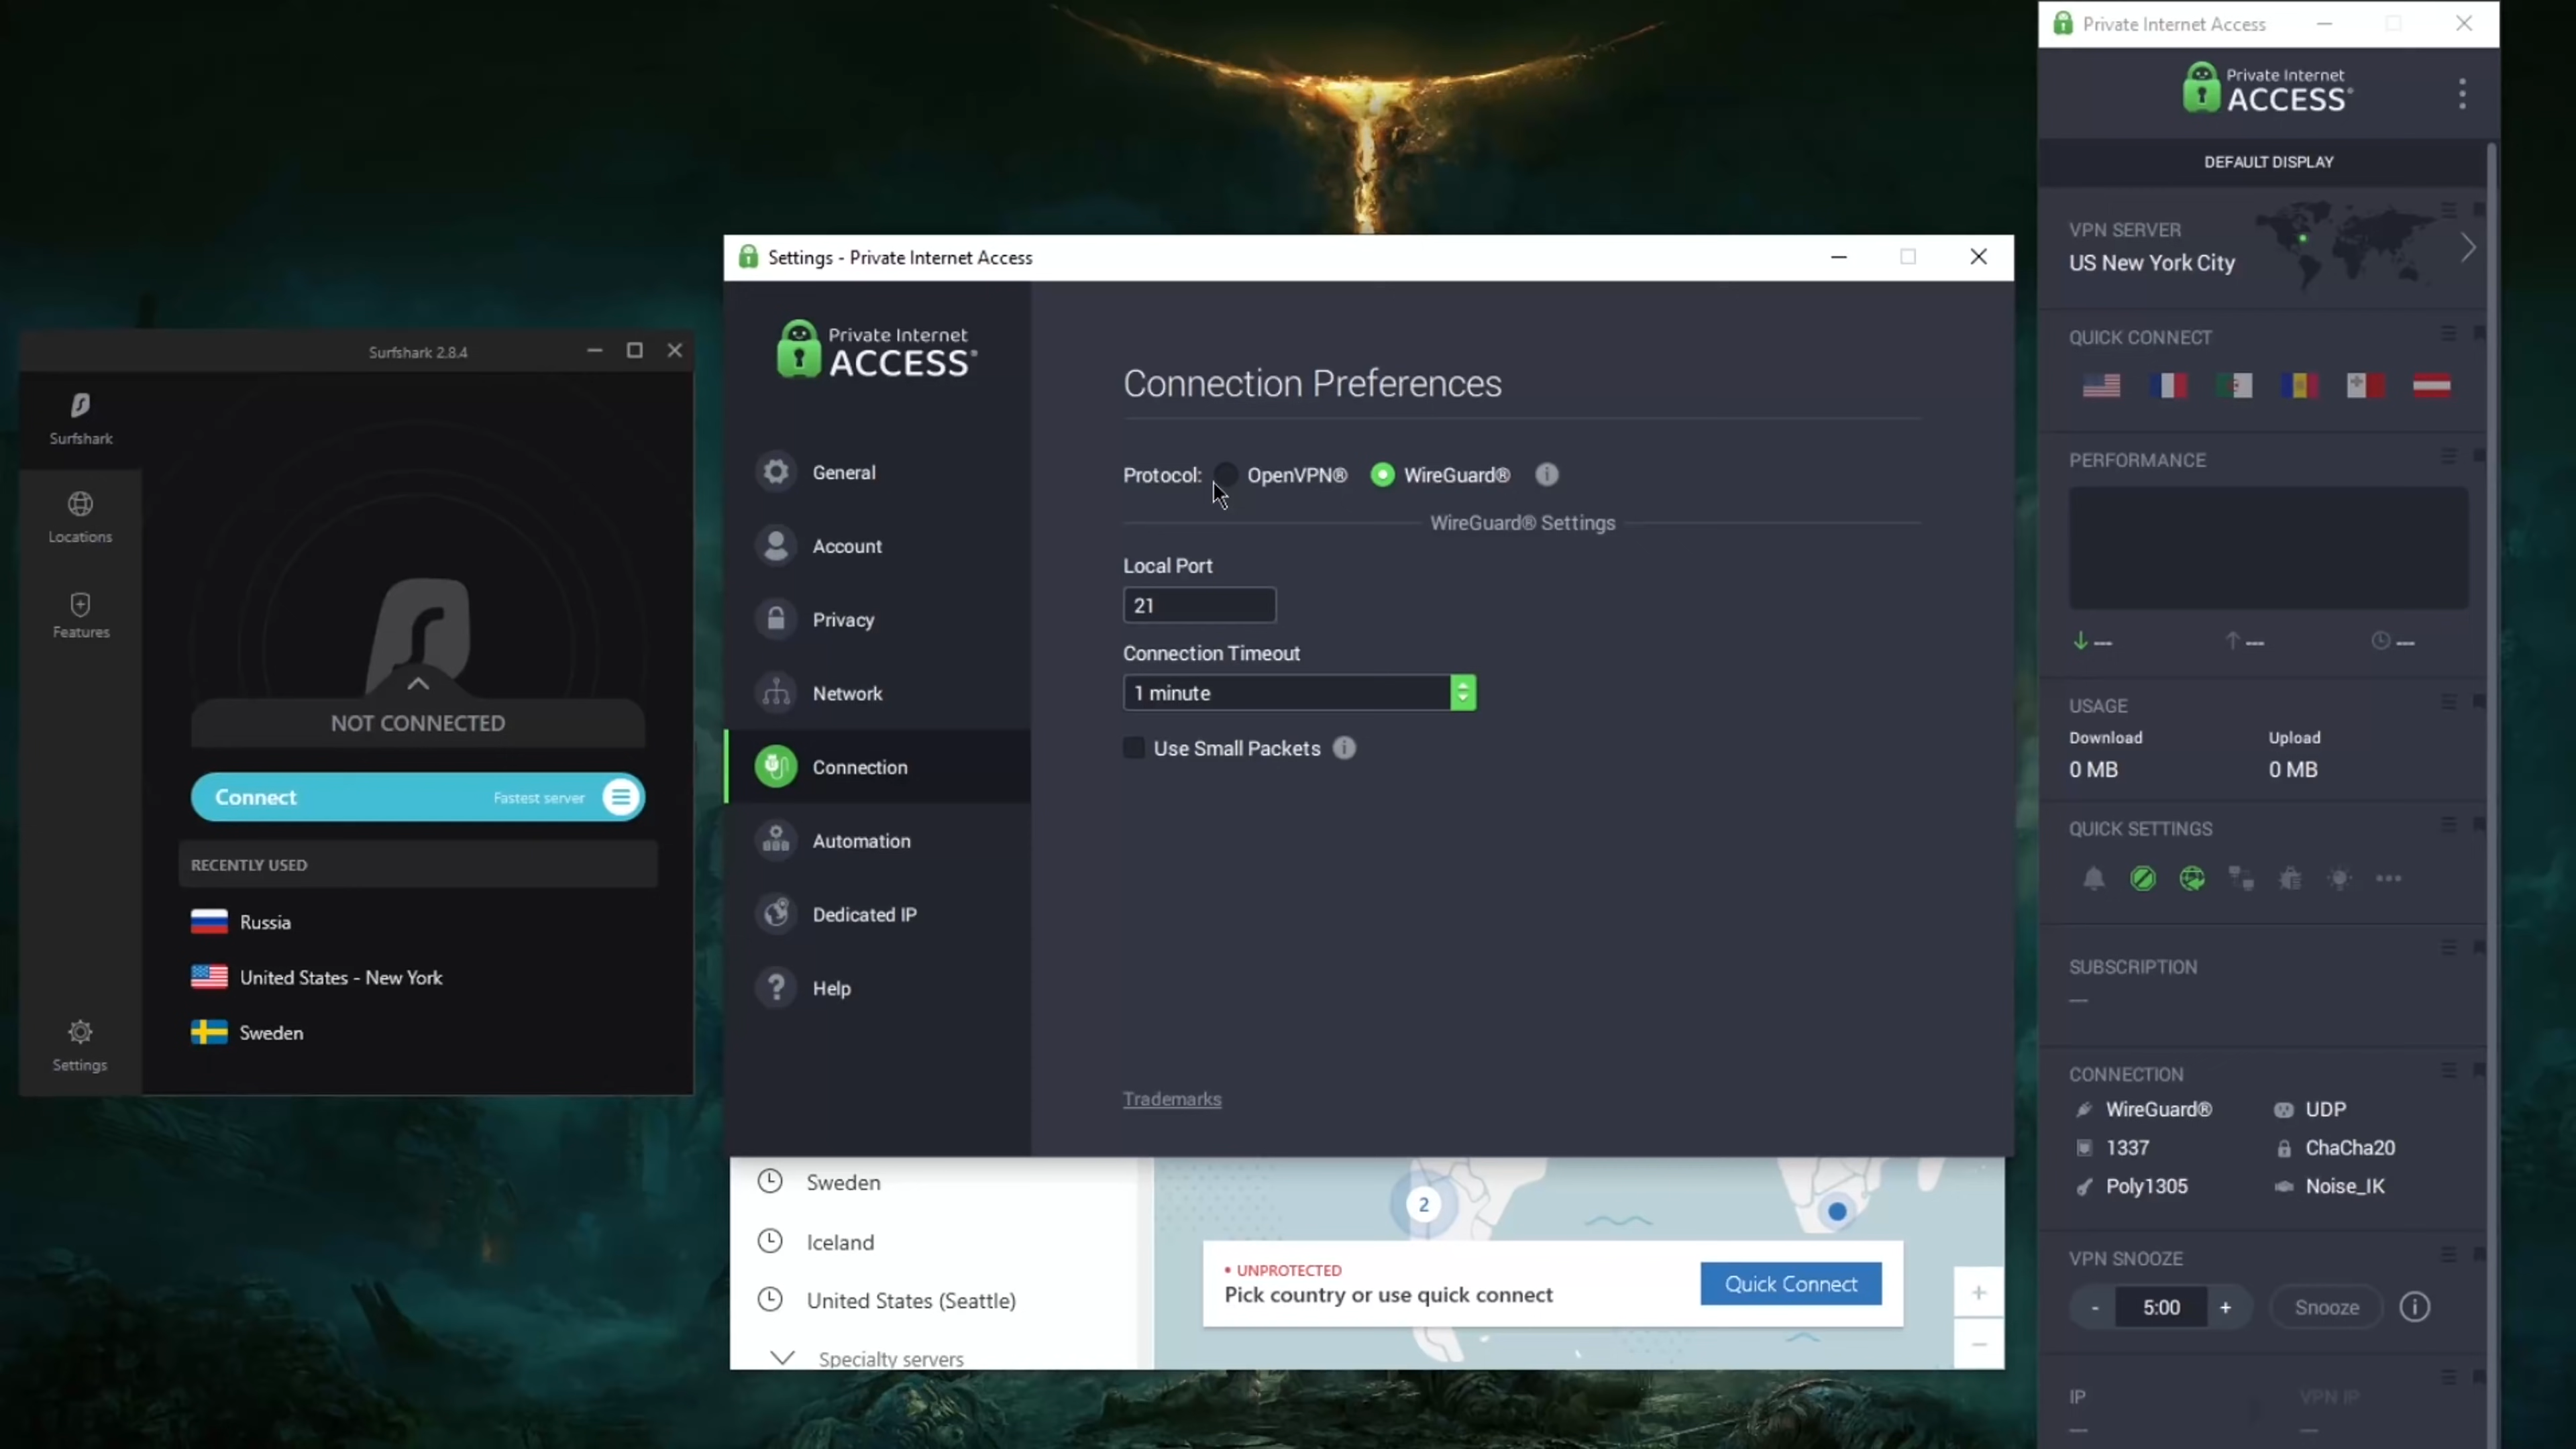 Surfshark 2.8.4
Surfshark
Locations
Features
Settings
NOT CONNECTED
Connect
Fastest server
RECENTLY USED
Russia
United States - New York
Sweden
Settings - Private Internet Access
Private Internet
ACCESS®
General
Account
Privacy
Network
Connection
Automation
Dedicated IP
Help
Connection Preferences
Protocol: OpenVPN® WireGuard®
WireGuard® Settings
Local Port
21
Connection Timeout
1 minute
Use Small Packets
Trademarks
Sweden
Iceland
United States (Seattle)
Specialty servers
2
• UNPROTECTED
Pick country or use quick connect
Quick Connect
Private Internet Access
Private Internet
ACCESS®
DEFAULT DISPLAY
VPN SERVER
US New York City
QUICK CONNECT
PERFORMANCE
USAGE
Download Upload
0 MB 0 MB
QUICK SETTINGS
SUBSCRIPTION
CONNECTION
WireGuard® UDP
1337 ChaCha20
Poly1305 Noise_IK
VPN SNOOZE
- 5:00 + Snooze
IP VPN IP